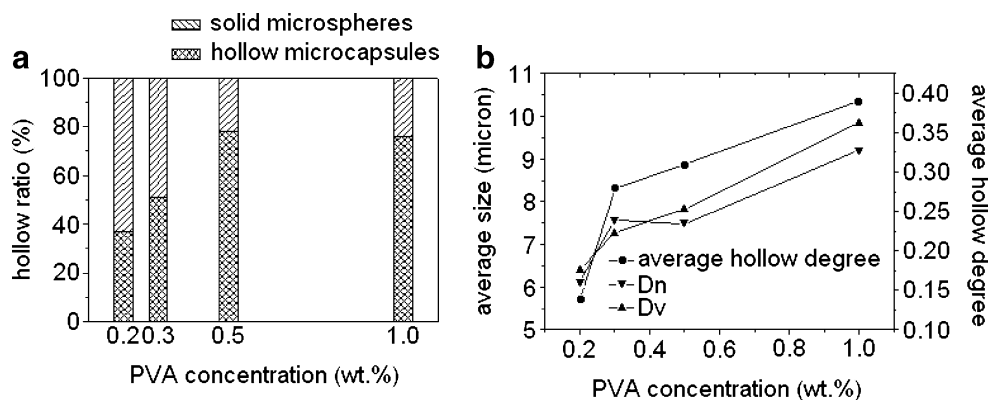 solid microspheres
hollow microcapsules
a
hollow ratio (%)
100
80
60
40
20
0
0.2 0.3 0.5 1.0
PVA concentration (wt.%)
b
average size (micron)
11
10
9
8
7
6
5
0.2 0.4 0.6 0.8 1.0
PVA concentration (wt.%)
average hollow degree
Dn
Dv
0.40
0.35
0.30
0.25
0.20
0.15
0.10
average hollow degree